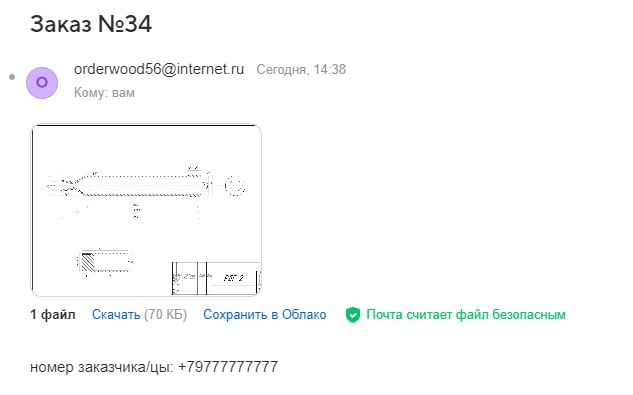 Заказ №34
О
orderwood56@internet.ru Сегодня, 14:38
Кому: вам
1 файл Скачать (70 КБ) Сохранить в Облако Почта считает файл безопасным
номер заказчика/цы: +79777777777